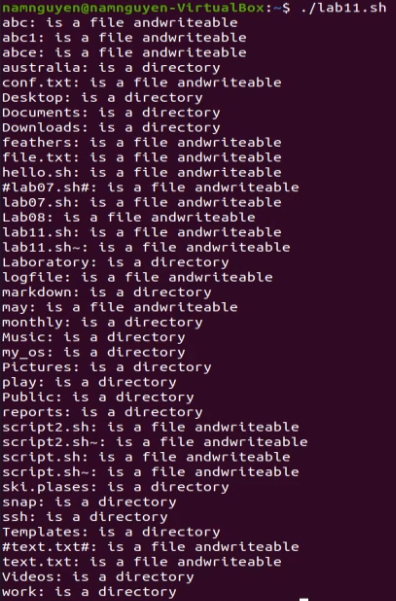 namnguyen@namnguyen-VirtualBox:~$ ./lab11.sh
abc: is a file andwriteable
abc1: is a file andwriteable
abce: is a file andwriteable
australia: is a directory
conf.txt: is a file andwriteable
Desktop: is a directory
Documents: is a directory
Downloads: is a directory
feathers: is a file andwriteable
file.txt: is a file andwriteable
hello.sh: is a file andwriteable
#lab07.sh#: is a file andwriteable
lab07.sh: is a file andwriteable
Lab08: is a file andwriteable
lab11.sh: is a file andwriteable
lab11.sh~: is a file andwriteable
Laboratory: is a directory
logfile: is a file andwriteable
markdown: is a directory
may: is a file andwriteable
monthly: is a directory
Music: is a directory
my_os: is a directory
Pictures: is a directory
play: is a directory
Public: is a directory
reports: is a directory
script2.sh: is a file andwriteable
script2.sh~: is a file andwriteable
script.sh: is a file andwriteable
script.sh~: is a file andwriteable
ski.plases: is a directory
snap: is a directory
ssh: is a directory
Templates: is a directory
#text.txt#: is a file andwriteable
text.txt: is a file andwriteable
Videos: is a directory
work: is a directory